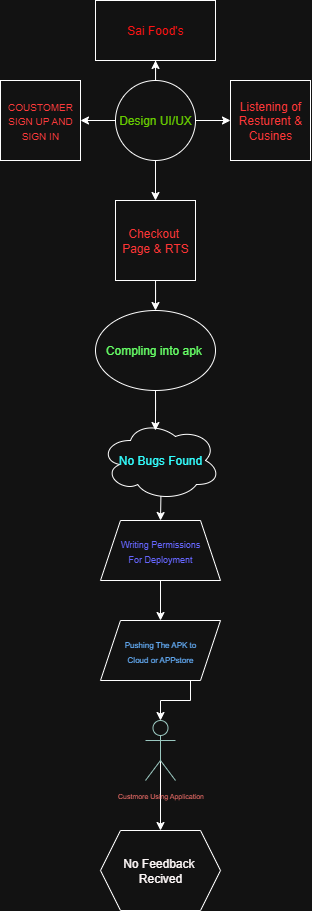 Sai Food's
COUSTOMER
SIGN UP AND
SIGN IN
Design UI/UX
Listening of
Resturent &
Cusines
Checkout
Page & RTS
Compling into apk
No Bugs Found
Writing Permissions
For Deployment
Pushing The APK to
Cloud or APPstore
Custmore Using Application
No Feedback
Recived